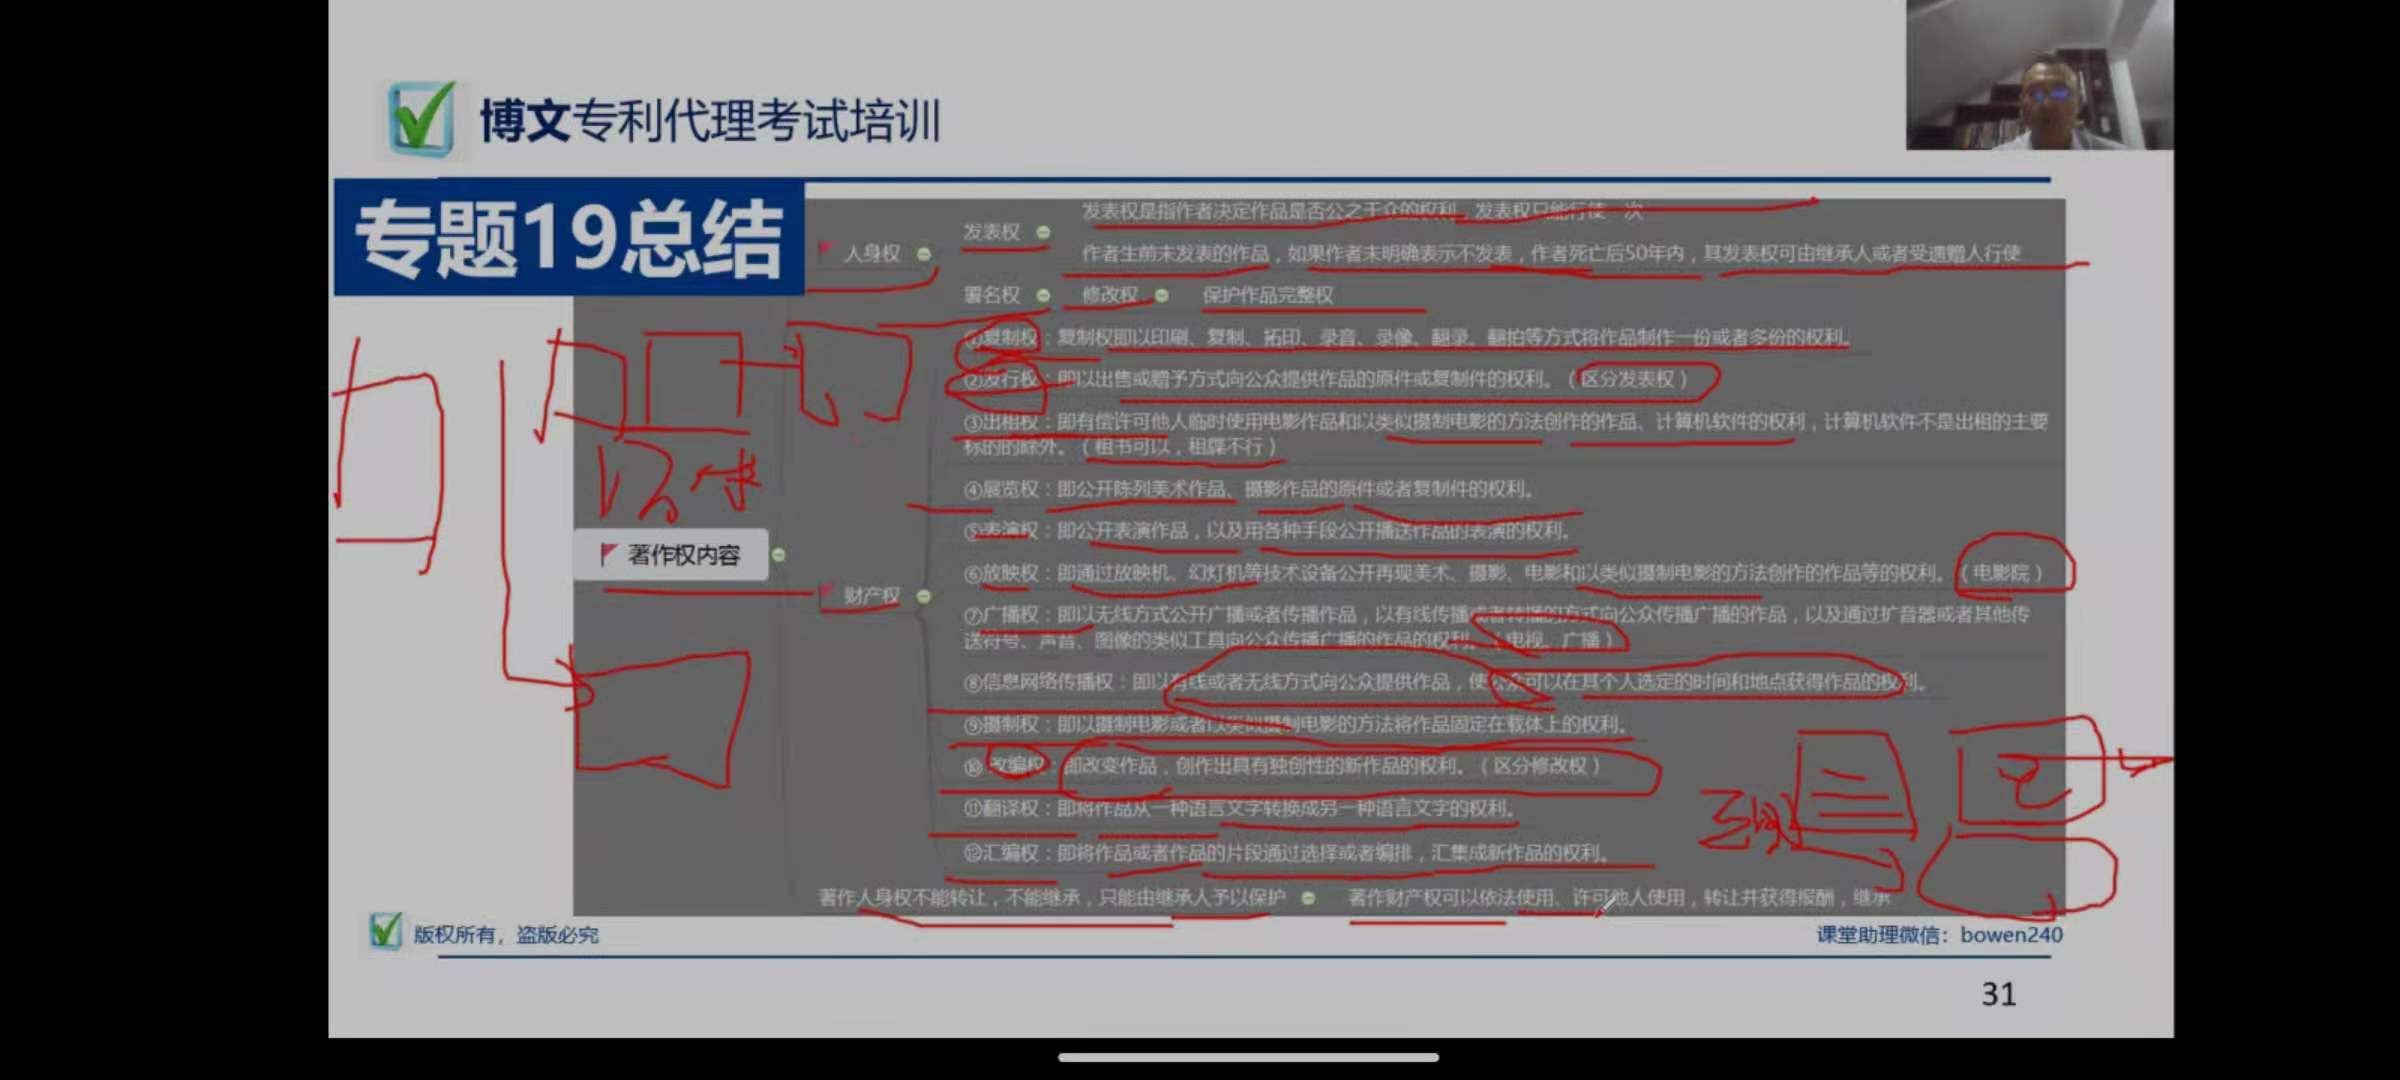 博文专利代理考试培训
专题19总结
人身权
发表权
发表权是指作者决定作品是否公之于众的权利，发表权只能行使一次
作者生前未发表的作品，如果作者未明确表示不发表，作者死亡后50年内，其发表权可由继承人或者受遗赠人行使
署名权 修改权 保护作品完整权
①复制权：复制权即以印刷、复制、拓印、录音、录像、翻录、翻拍等方式将作品制作一份或者多份的权利。
②发行权：即以出售或赠予方式向公众提供作品的原件或复制件的权利。（区分发表权）
③出租权：即有偿许可他人临时使用电影作品和以类似摄制电影的方法创作的作品、计算机软件的权利，计算机软件不是出租的主要
标的的除外。（租书可以，租牒不行）
④展览权：即公开陈列美术作品、摄影作品的原件或者复制件的权利。
⑤表演权：即公开表演作品，以及用各种手段公开播送作品的表演的权利。
著作权内容
⑥放映权：即通过放映机、幻灯机等技术设备公开再现美术、摄影、电影和以类似摄制电影的方法创作的作品等的权利。（电影院）
财产权
⑦广播权：即以无线方式公开广播或者传播作品，以有线传播或者转播的方式向公众传播广播的作品，以及通过扩音器或者其他传
送符号、声音、图像的类似工具向公众传播广播的作品的权利。（电视、广播）
⑧信息网络传播权：即以有线或者无线方式向公众提供作品，使公众可以在其个人选定的时间和地点获得作品的权利。
⑨摄制权：即以摄制电影或者以类似摄制电影的方法将作品固定在载体上的权利。
⑩ 改编权：即改变作品，创作出具有独创性的新作品的权利。（区分修改权）
⑪翻译权：即将作品从一种语言文字转换成另一种语言文字的权利。
⑫汇编权：即将作品或者作品的片段通过选择或者编排，汇集成新作品的权利。
著作人身权不能转让，不能继承，只能由继承人予以保护 著作财产权可以依法使用、许可他人使用，转让并获得报酬，继承
版权所有，盗版必究
课堂助理微信：bowen240
31